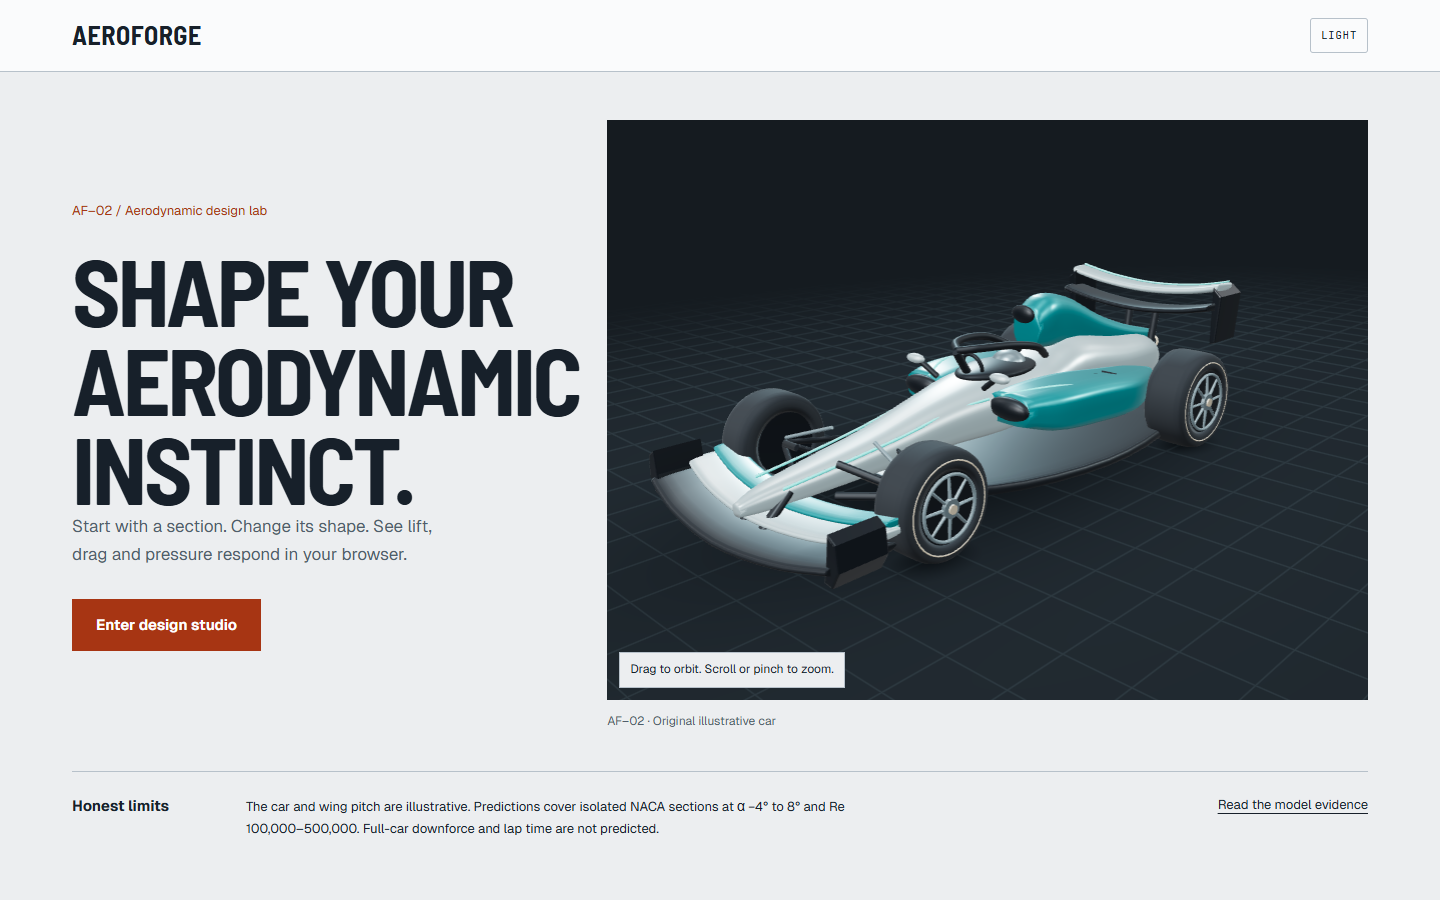 AEROFORGE
LIGHT
AF–02 / Aerodynamic design lab
SHAPE YOUR
AERODYNAMIC
INSTINCT.
Start with a section. Change its shape. See lift,
drag and pressure respond in your browser.
Enter design studio
Drag to orbit. Scroll or pinch to zoom.
AF–02 · Original illustrative car
Honest limits
The car and wing pitch are illustrative. Predictions cover isolated NACA sections at α −4° to 8° and Re
100,000–500,000. Full-car downforce and lap time are not predicted.
Read the model evidence